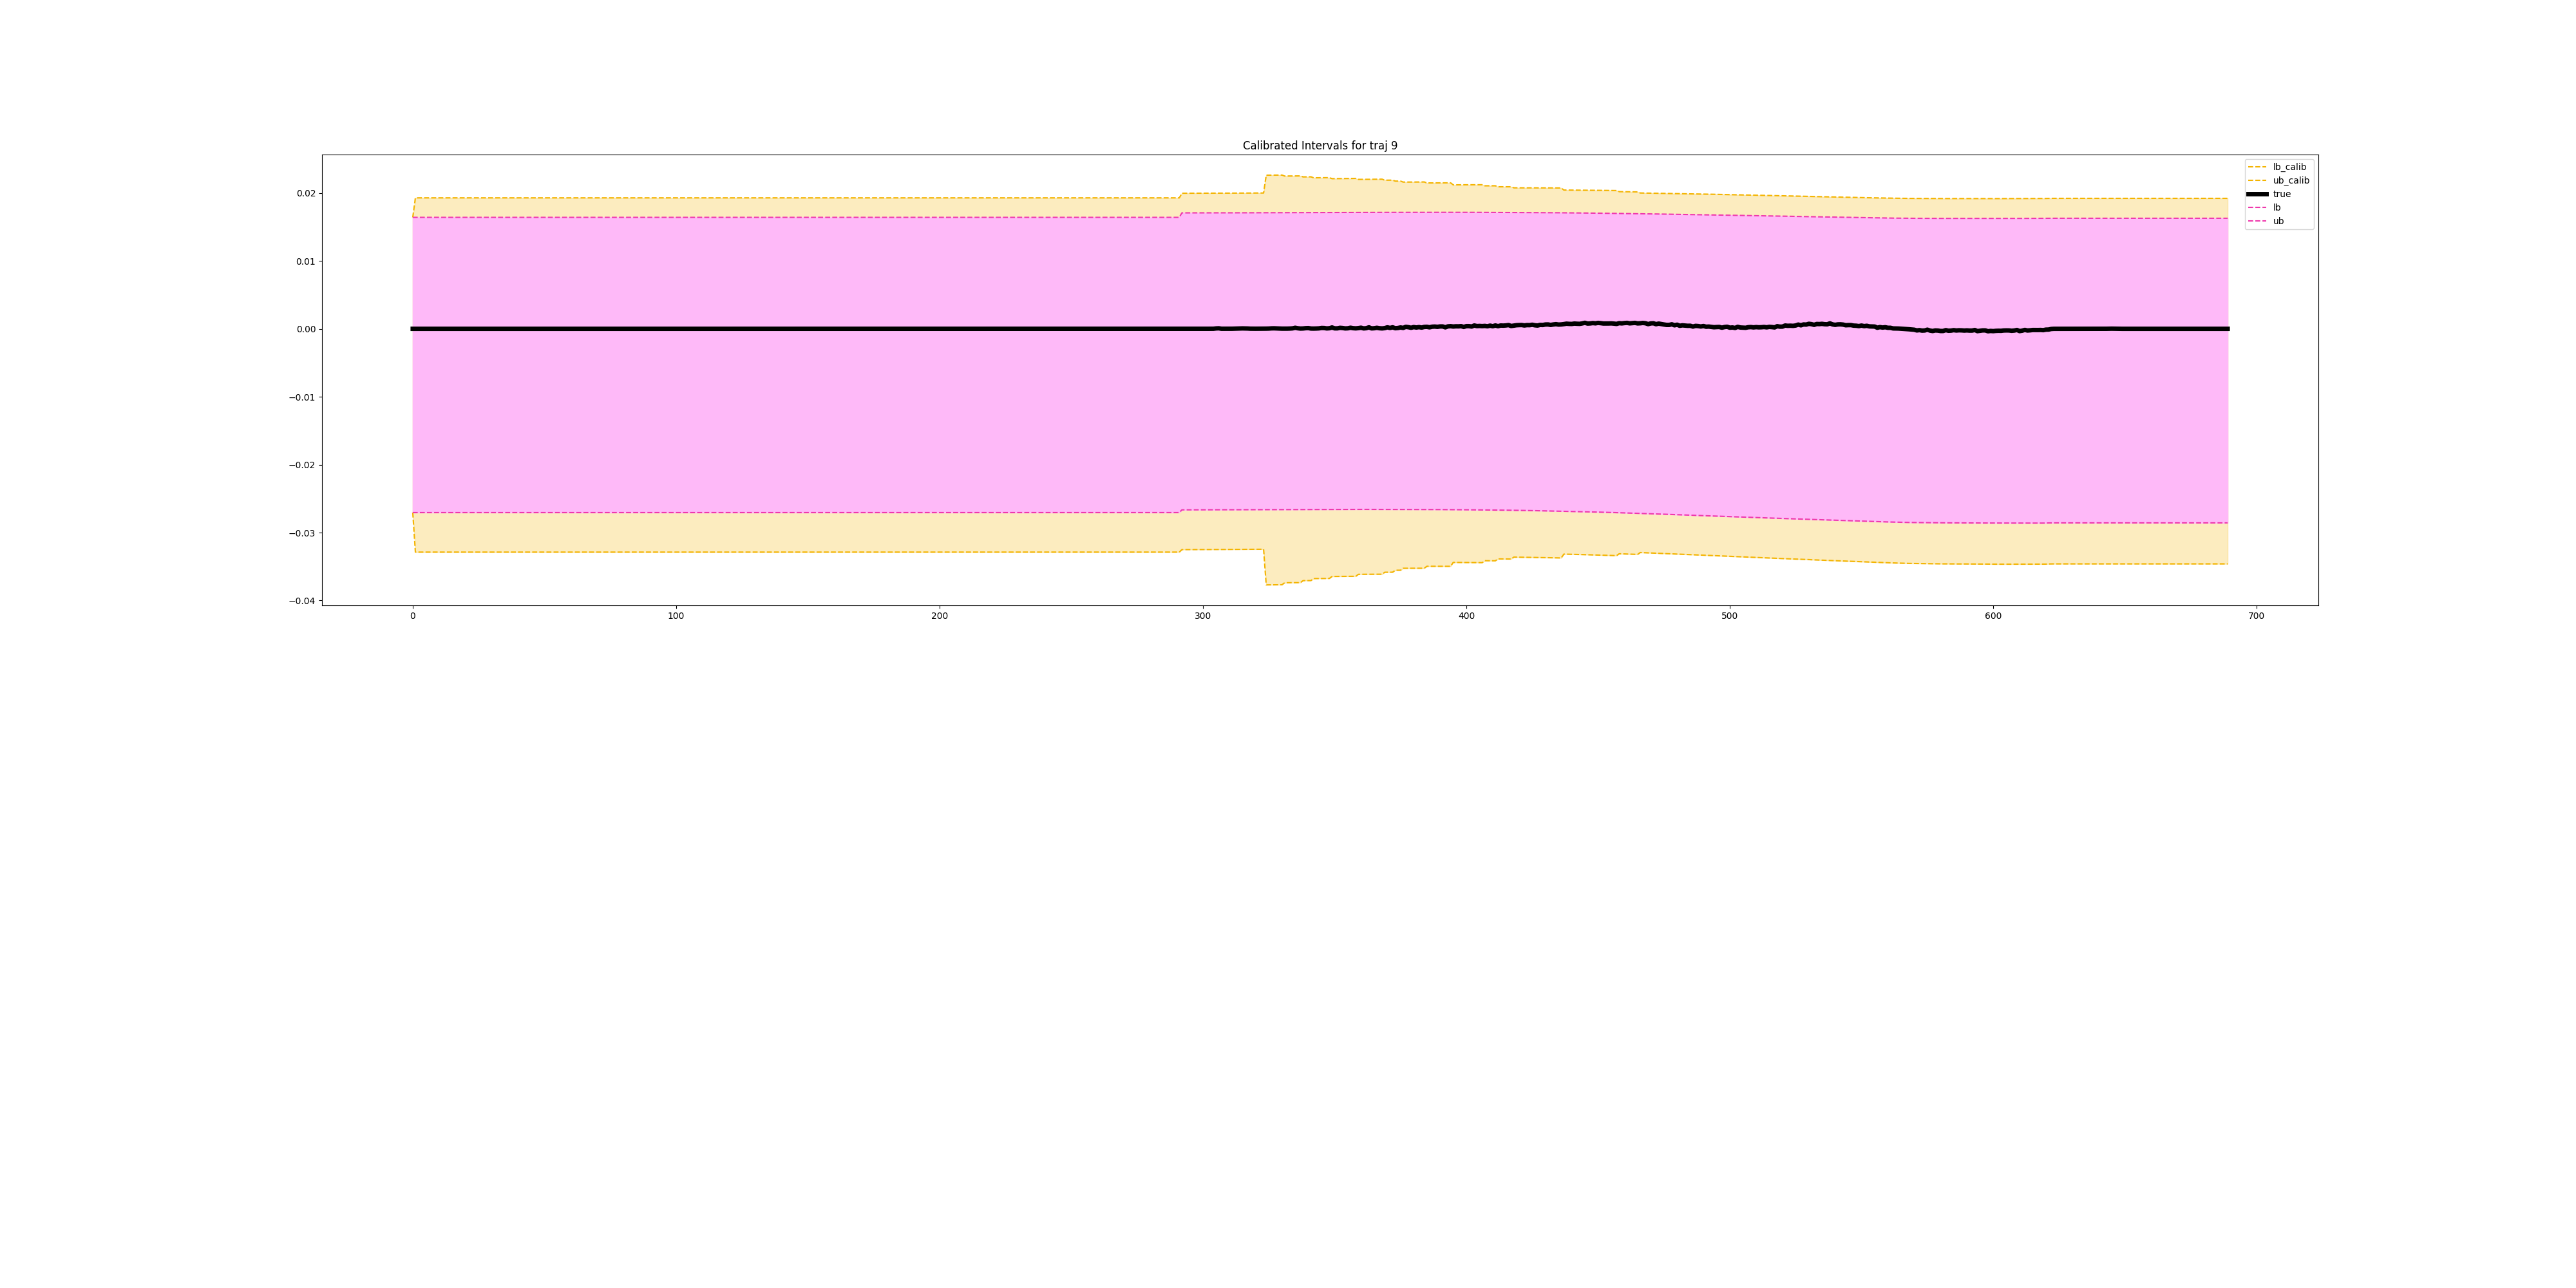 Calibrated Intervals for traj 9
lb_calib
ub_calib
true
lb
ub
0.02
0.01
0.00
−0.01
−0.02
−0.03
−0.04
0 100 200 300 400 500 600 700